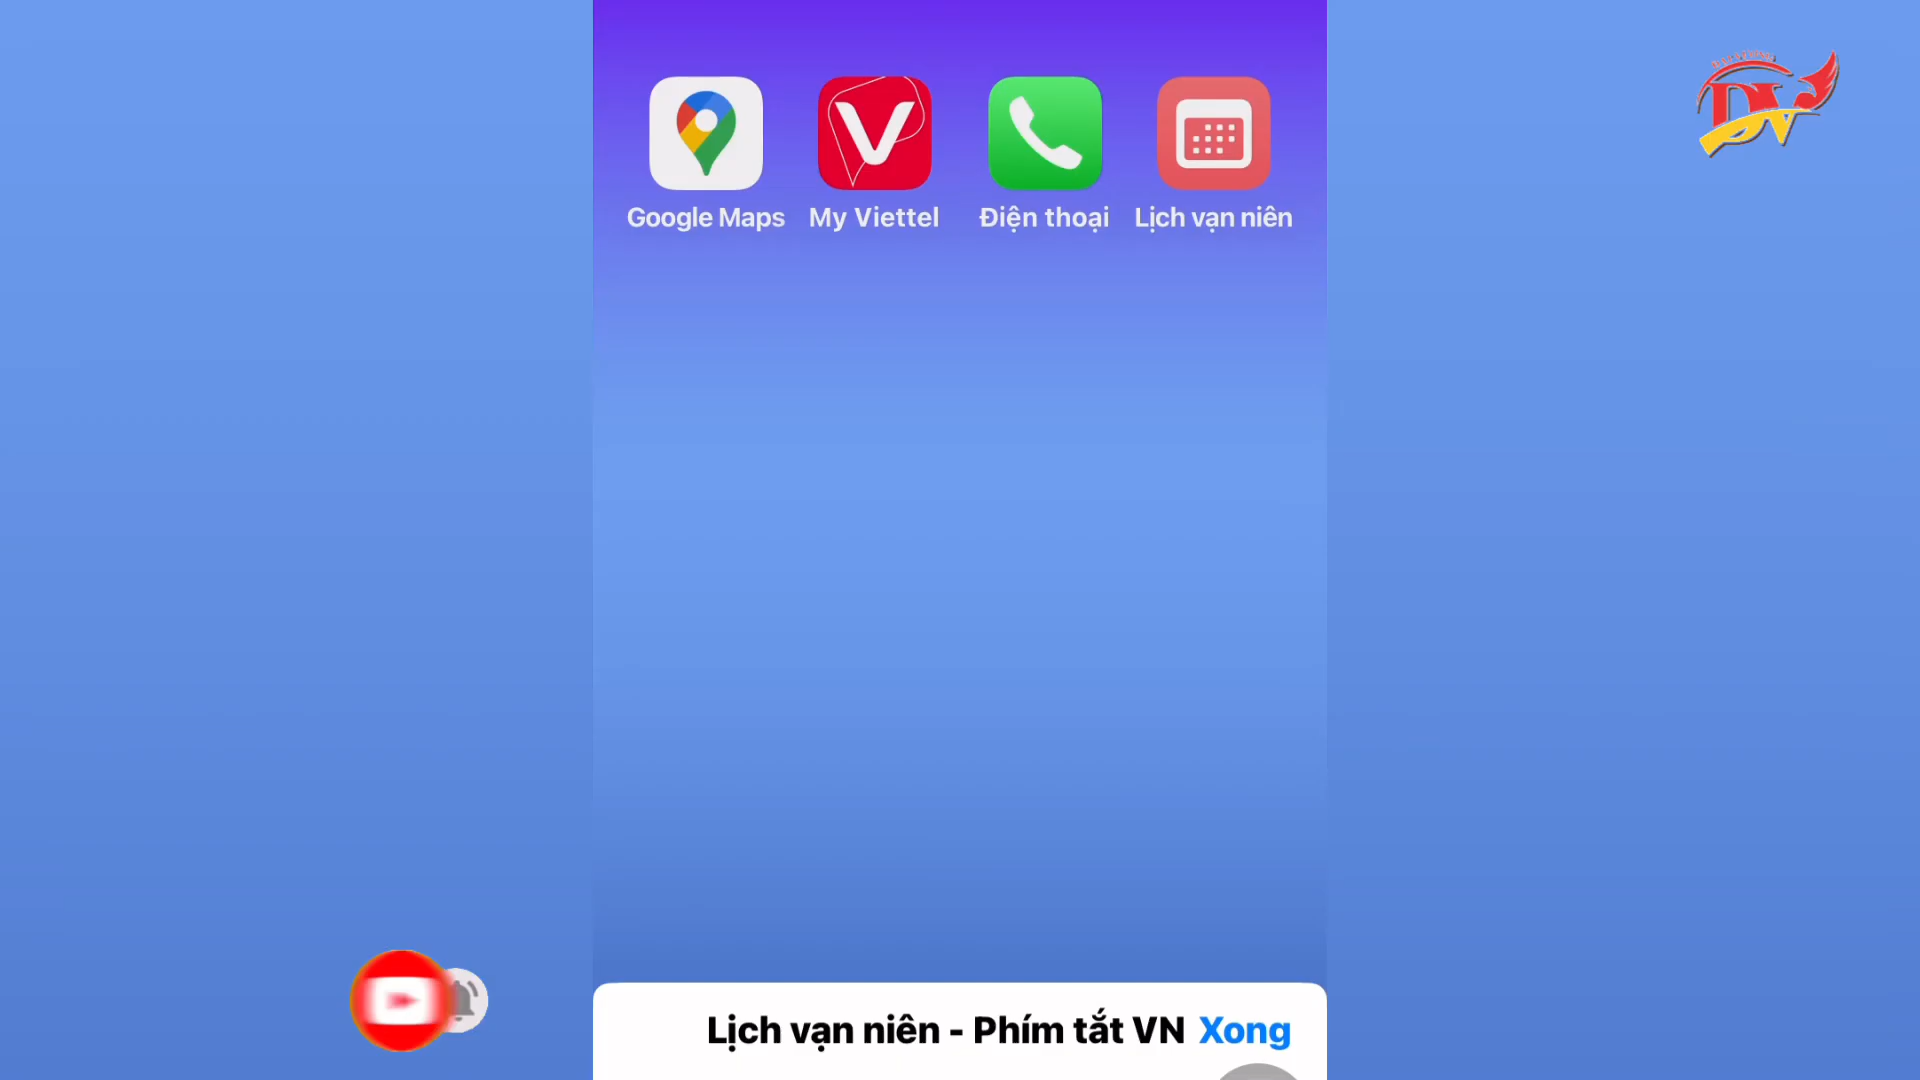 Google Maps
My Viettel
Điện thoại
Lịch vạn niên
Lịch vạn niên - Phím tắt VN
Xong